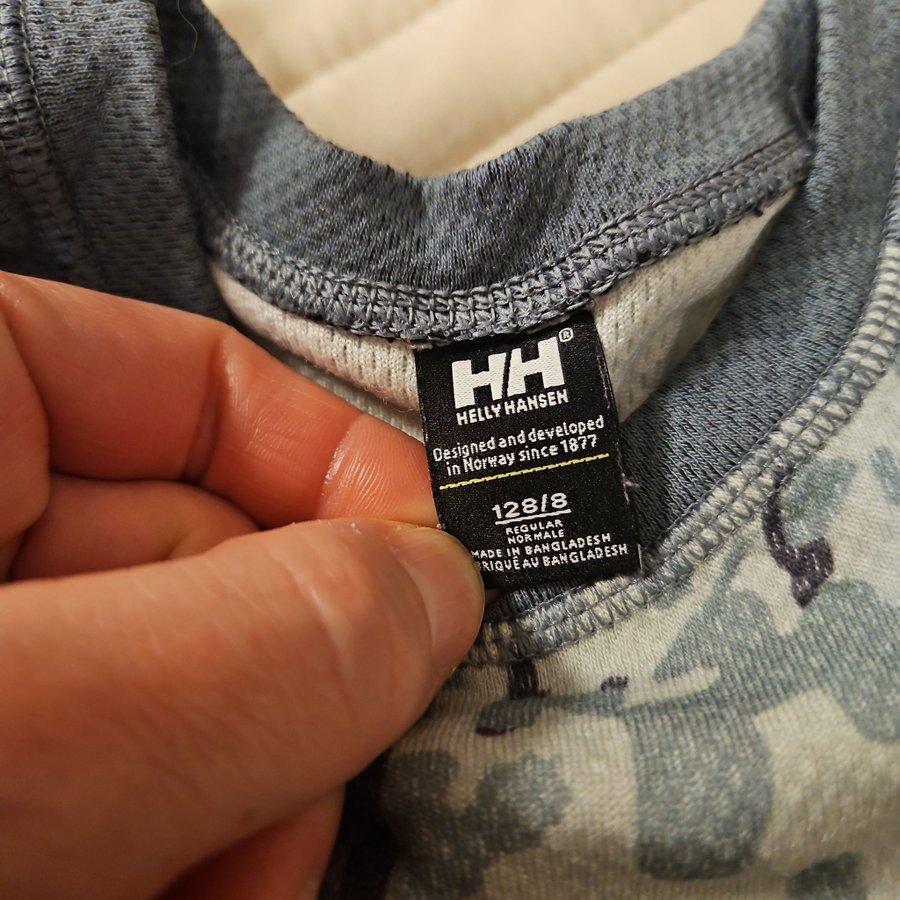 HH®
HELLY HANSEN
Designed and developed
in Norway since 1877
128/8
REGULAR
NORMALE
MADE IN BANGLADESH
BRIQUÉ AU BANGLADESH